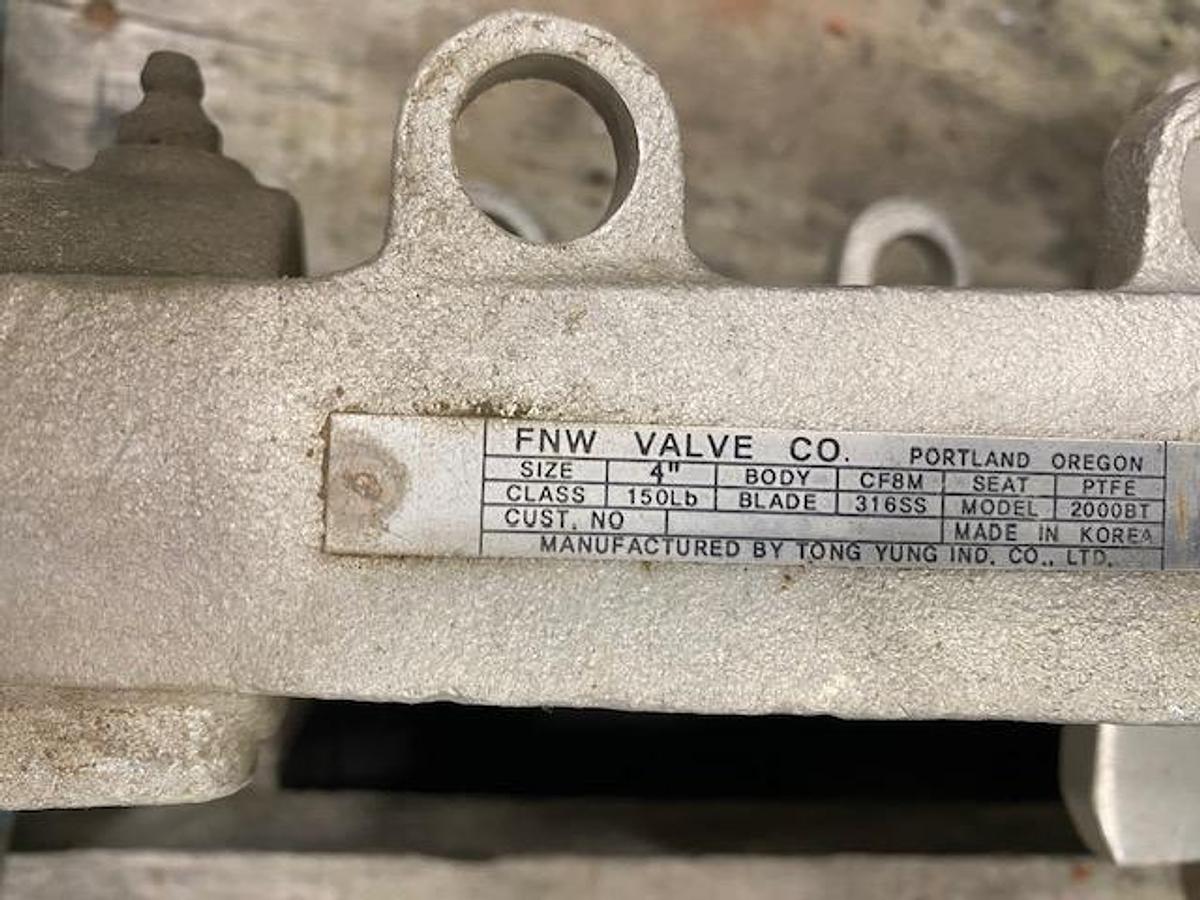 FNW VALVE CO. PORTLAND OREGON
SIZE 4" BODY CF8M SEAT PTFE
CLASS 150Lb BLADE 316SS MODEL 2000BT
CUST. NO MADE IN KOREA
MANUFACTURED BY TONG YUNG IND. CO., LTD.